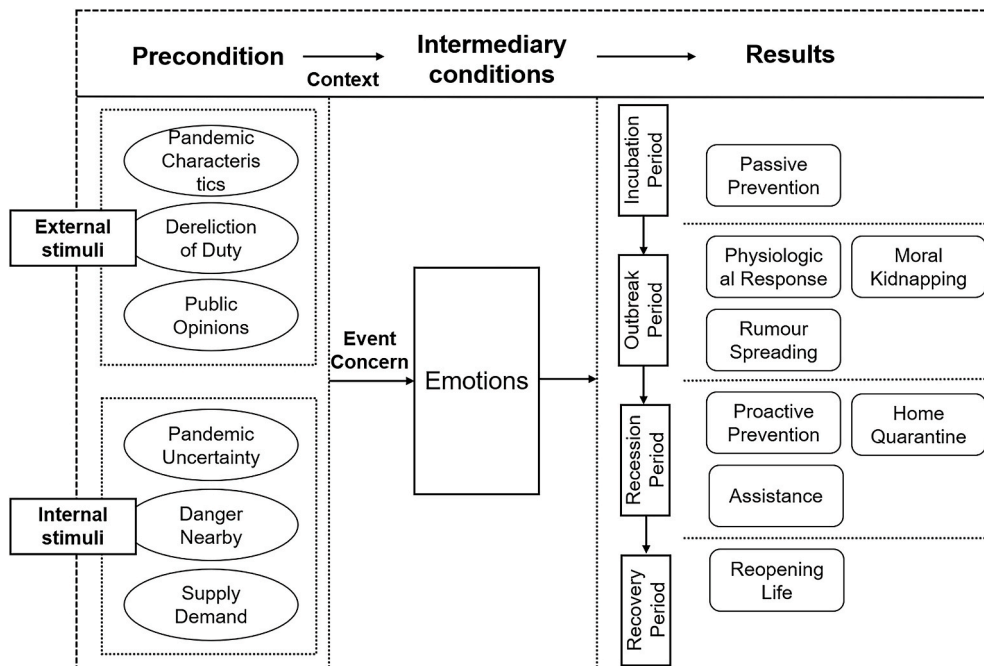 Precondition
Context
Intermediary
conditions
Results
External
stimuli
Pandemic
Characteris
tics
Dereliction
of Duty
Public
Opinions
Internal
stimuli
Pandemic
Uncertainty
Danger
Nearby
Supply
Demand
Event
Concern
Emotions
Incubation
Period
Outbreak
Period
Recession
Period
Recovery
Period
Passive
Prevention
Physiologic
al Response
Moral
Kidnapping
Rumour
Spreading
Proactive
Prevention
Home
Quarantine
Assistance
Reopening
Life